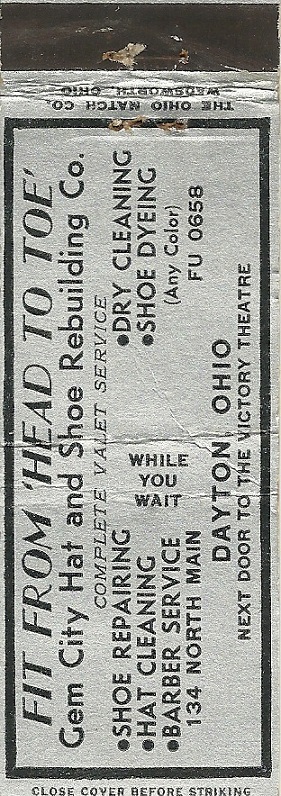 THE OHIO MATCH CO.
WADSWORTH OHIO
FIT FROM 'HEAD TO TOE'
Gem City Hat and Shoe Rebuilding Co.
COMPLETE VALET SERVICE
•SHOE REPAIRING
•HAT CLEANING
•BARBER SERVICE
WHILE
YOU
WAIT
•DRY CLEANING
•SHOE DYEING
(Any Color)
134 NORTH MAIN
FU 0658
DAYTON, OHIO
NEXT DOOR TO THE VICTORY THEATRE
CLOSE COVER BEFORE STRIKING